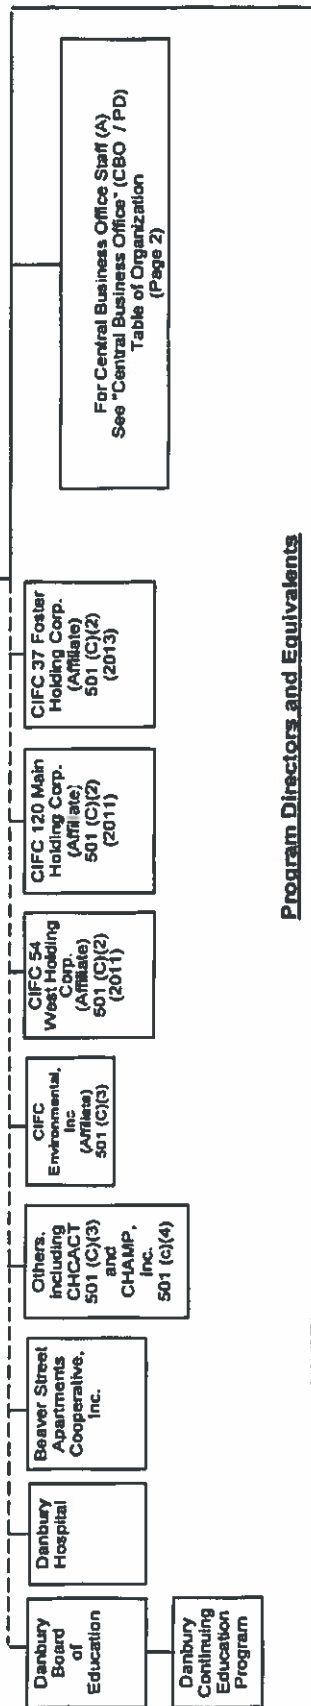 Danbury
Board
of
Education
Danbury
Continuing
Education
Program
Danbury
Hospital
Beaver Street
Apartments
Cooperative,
Inc.
Others,
including
CHCACT
501 (C)(3)
and
CHAMP,
Inc.
501 (c)(4)
CIFC
Environmental,
Inc
(Affiliate)
501 (C)(3)
CIFC 54
West Holding
Corp.
(Affiliate)
501 (C)(2)
(2011)
CIFC 120 Main
Holding Corp.
(Affiliate)
501 (C)(2)
(2011)
CIFC 37 Foster
Holding Corp.
(Affiliate)
501 (C)(2)
(2013)
For Central Business Office Staff (A)
See "Central Business Office" (CBO / PD)
Table of Organization
(Page 2)
Program Directors and Equivalents